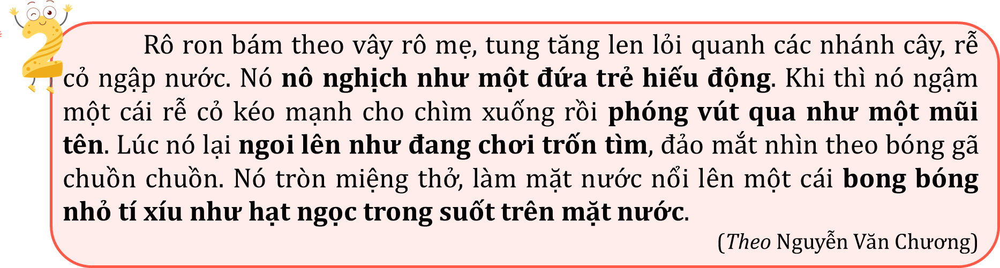 2
Rô ron bám theo vây rô mẹ, tung tăng len lỏi quanh các nhánh cây, rễ
cỏ ngập nước. Nó nô nghịch như một đứa trẻ hiếu động. Khi thì nó ngậm
một cái rễ cỏ kéo mạnh cho chìm xuống rồi phóng vút qua như một mũi
tên. Lúc nó lại ngoi lên như đang chơi trốn tìm, đảo mắt nhìn theo bóng gã
chuồn chuồn. Nó tròn miệng thở, làm mặt nước nổi lên một cái bong bóng
nhỏ tí xíu như hạt ngọc trong suốt trên mặt nước.
(Theo Nguyễn Văn Chương)